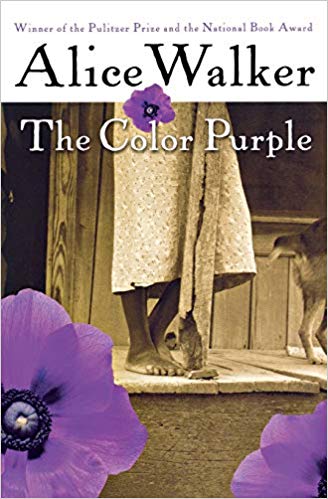 Winner of the Pulitzer Prize and the National Book Award
Alice Walker
The Color Purple